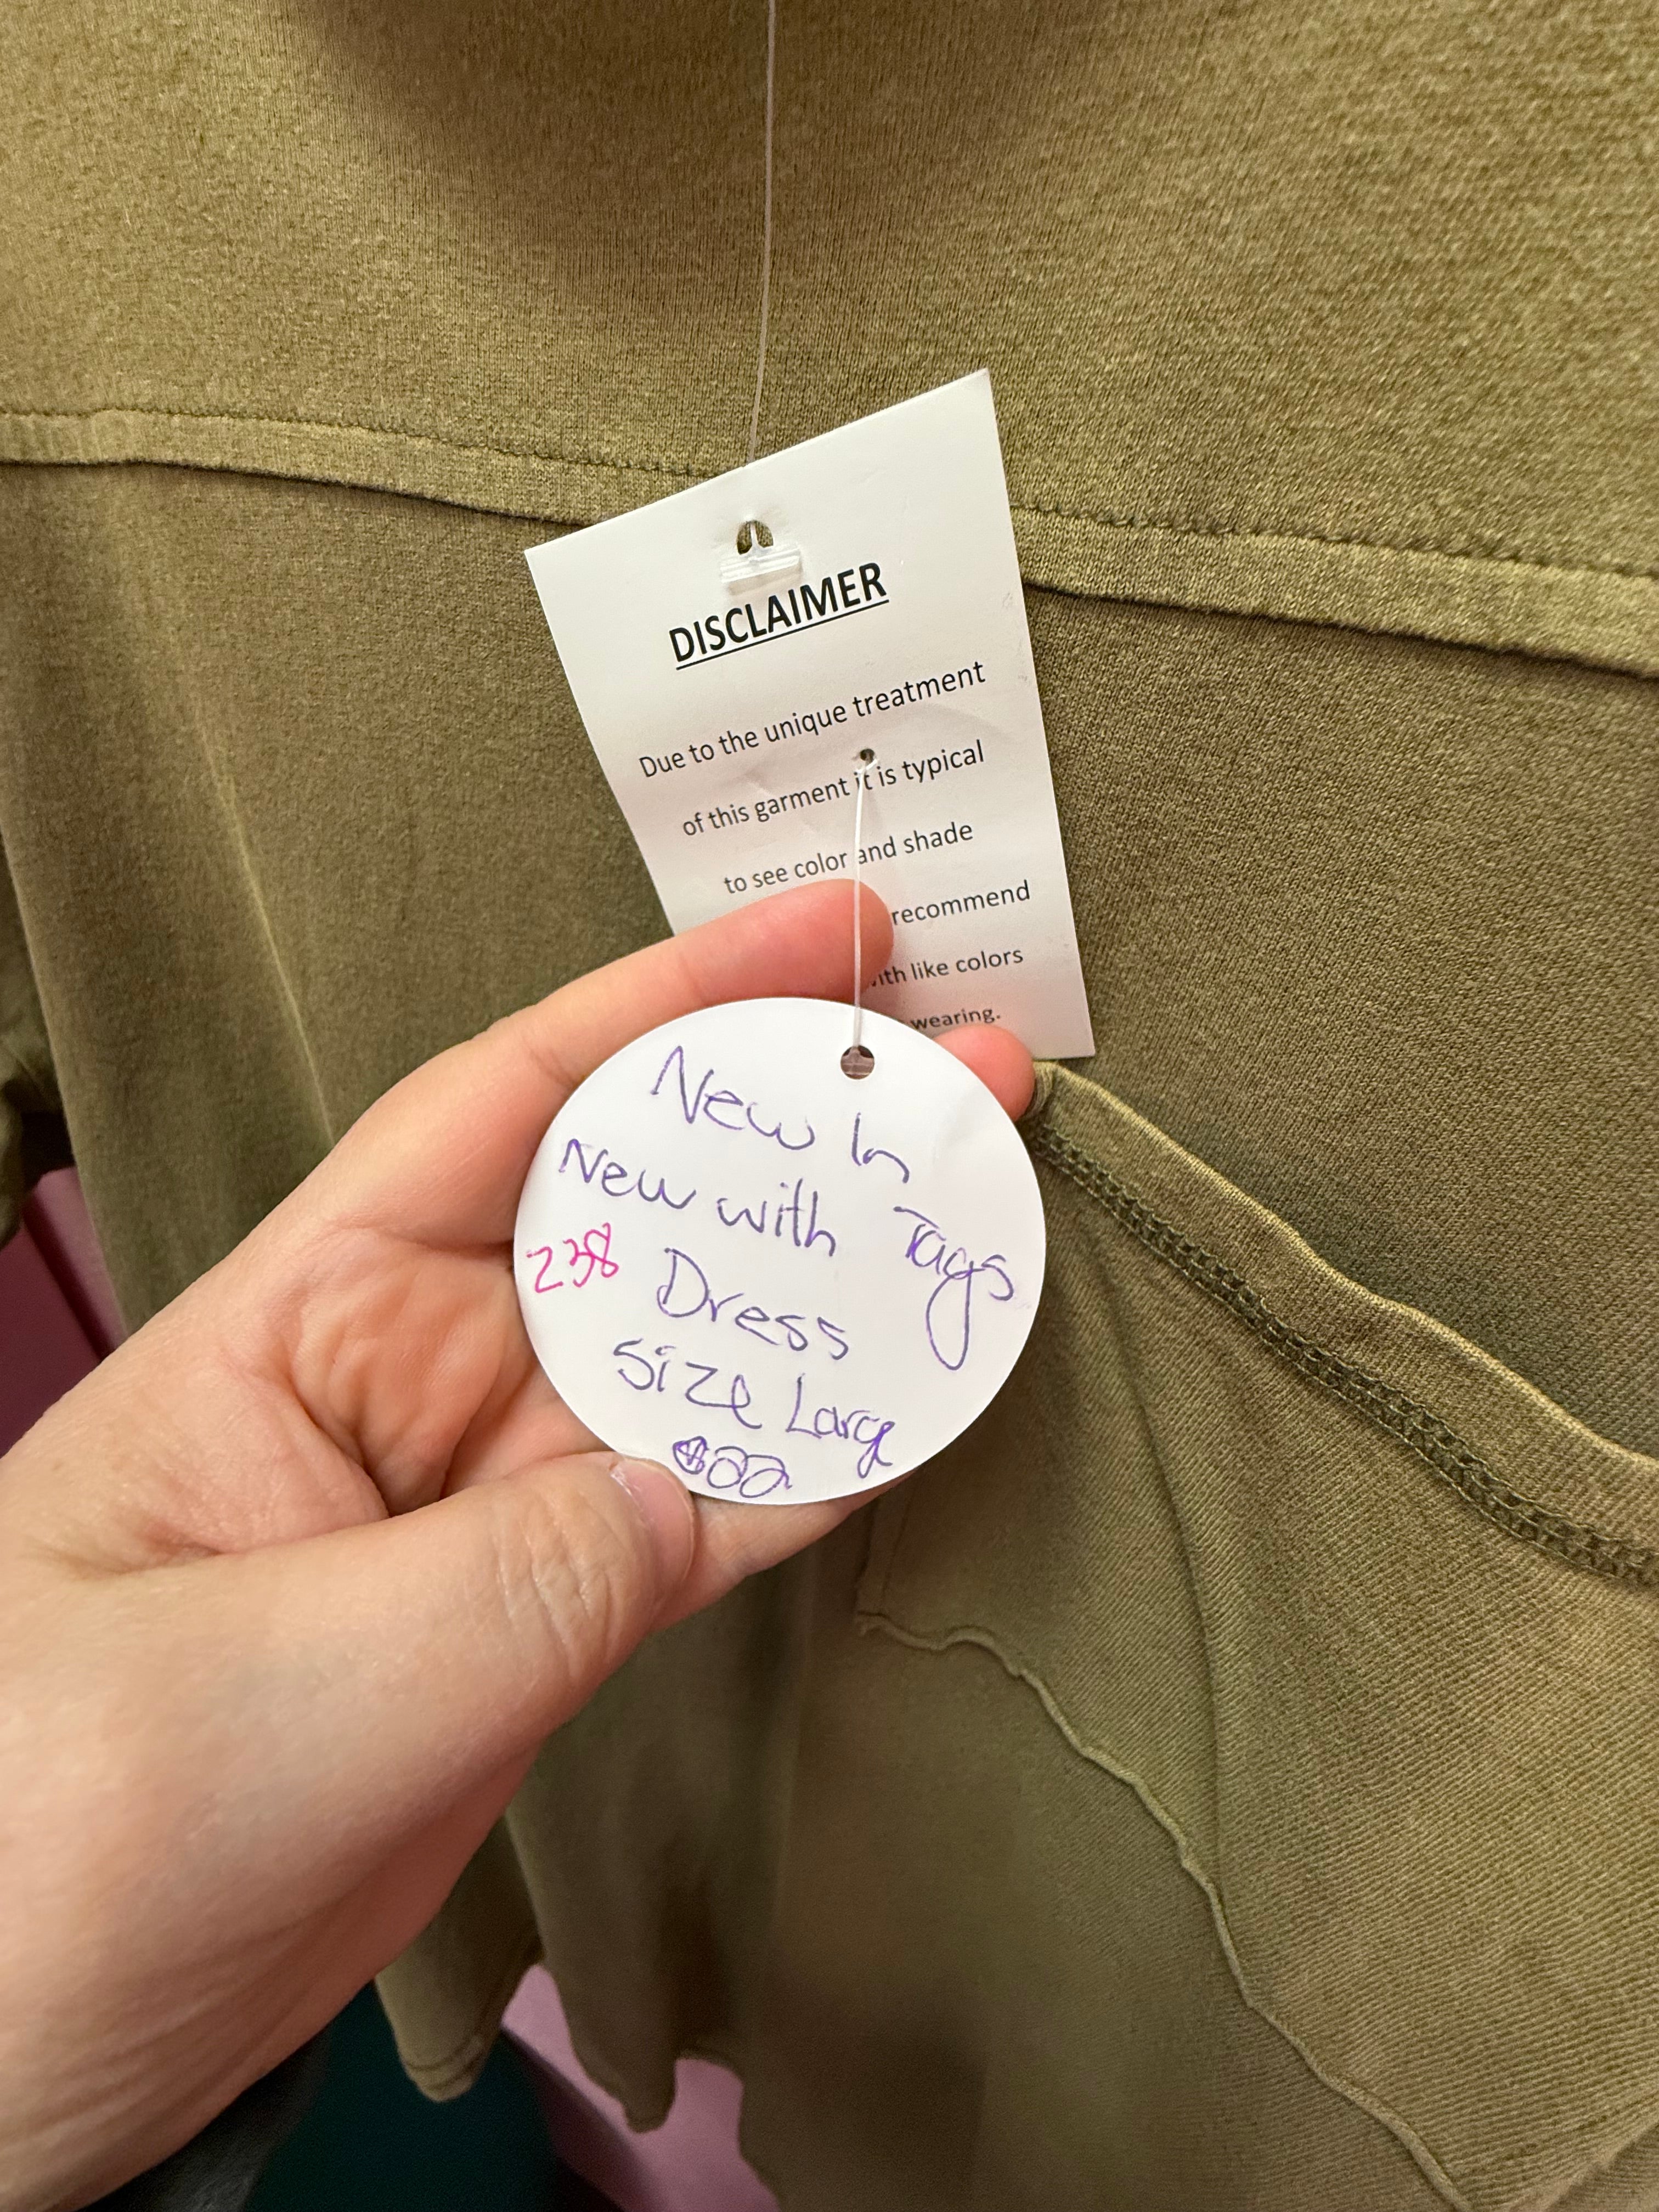 DISCLAIMER
Due to the unique treatment
of this garment it is typical
to see color and shade
recommend
like colors
wearing.
New In
New with Tags
238 Dress
Size Large
$22